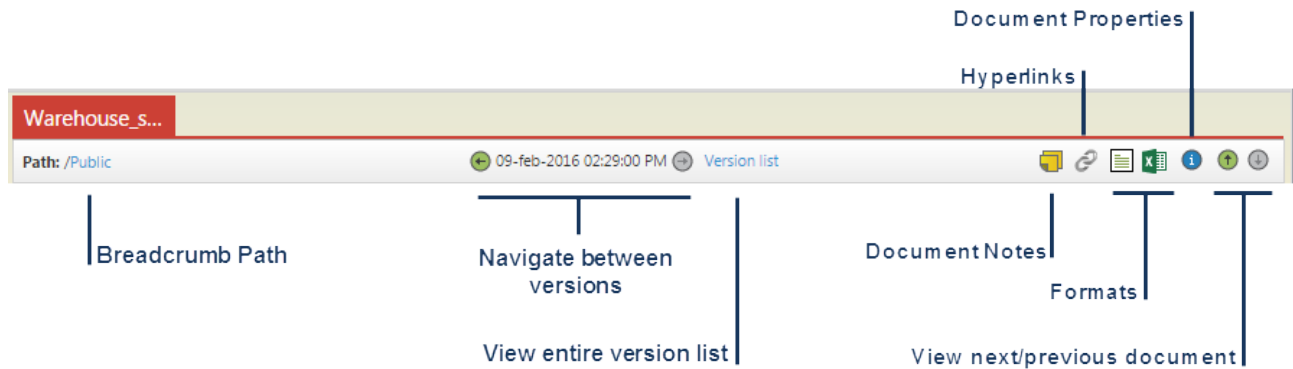 Document Properties
Hyperlinks
Warehouse_s...
Path: /Public
09-feb-2016 02:29:00 PM
Version list
Breadcrumb Path
Navigate between
versions
Document Notes
Formats
View entire version list
View next/previous document